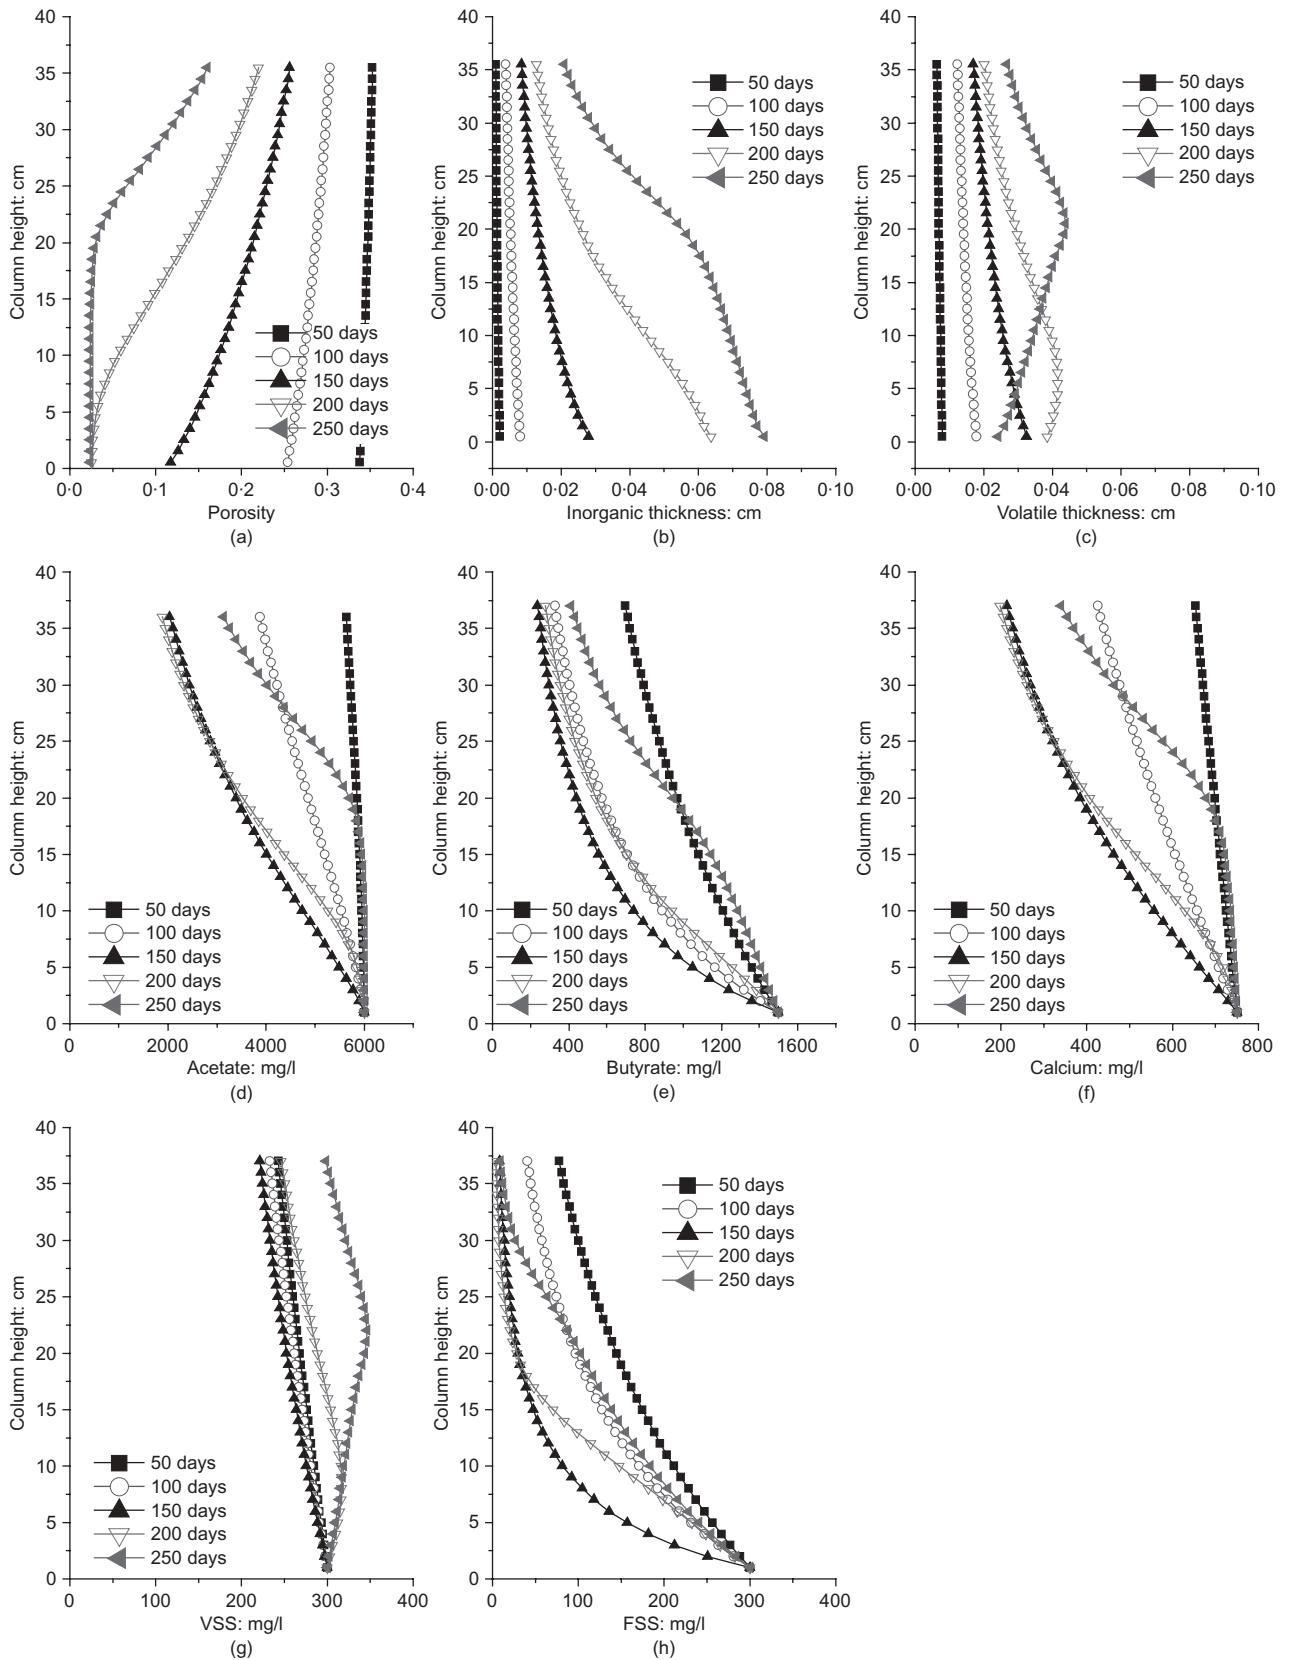 40
35
30
25
20
15
10
5
0
Column height: cm
50 days
100 days
150 days
200 days
250 days
0·0
0·1
0·2
0·3
0·4
Porosity
(a)
40
35
30
25
20
15
10
5
0
Column height: cm
50 days
100 days
150 days
200 days
250 days
0·00
0·02
0·04
0·06
0·08
0·10
Inorganic thickness: cm
(b)
40
35
30
25
20
15
10
5
0
Column height: cm
50 days
100 days
150 days
200 days
250 days
0·00
0·02
0·04
0·06
0·08
0·10
Volatile thickness: cm
(c)
40
35
30
25
20
15
10
5
0
Column height: cm
50 days
100 days
150 days
200 days
250 days
0
2000
4000
6000
Acetate: mg/l
(d)
40
35
30
25
20
15
10
5
0
Column height: cm
50 days
100 days
150 days
200 days
250 days
0
400
800
1200
1600
Butyrate: mg/l
(e)
40
35
30
25
20
15
10
5
0
Column height: cm
50 days
100 days
150 days
200 days
250 days
0
200
400
600
800
Calcium: mg/l
(f)
40
35
30
25
20
15
10
5
0
Column height: cm
50 days
100 days
150 days
200 days
250 days
0
100
200
300
400
VSS: mg/l
(g)
40
35
30
25
20
15
10
5
0
Column height: cm
50 days
100 days
150 days
200 days
250 days
0
100
200
300
400
FSS: mg/l
(h)